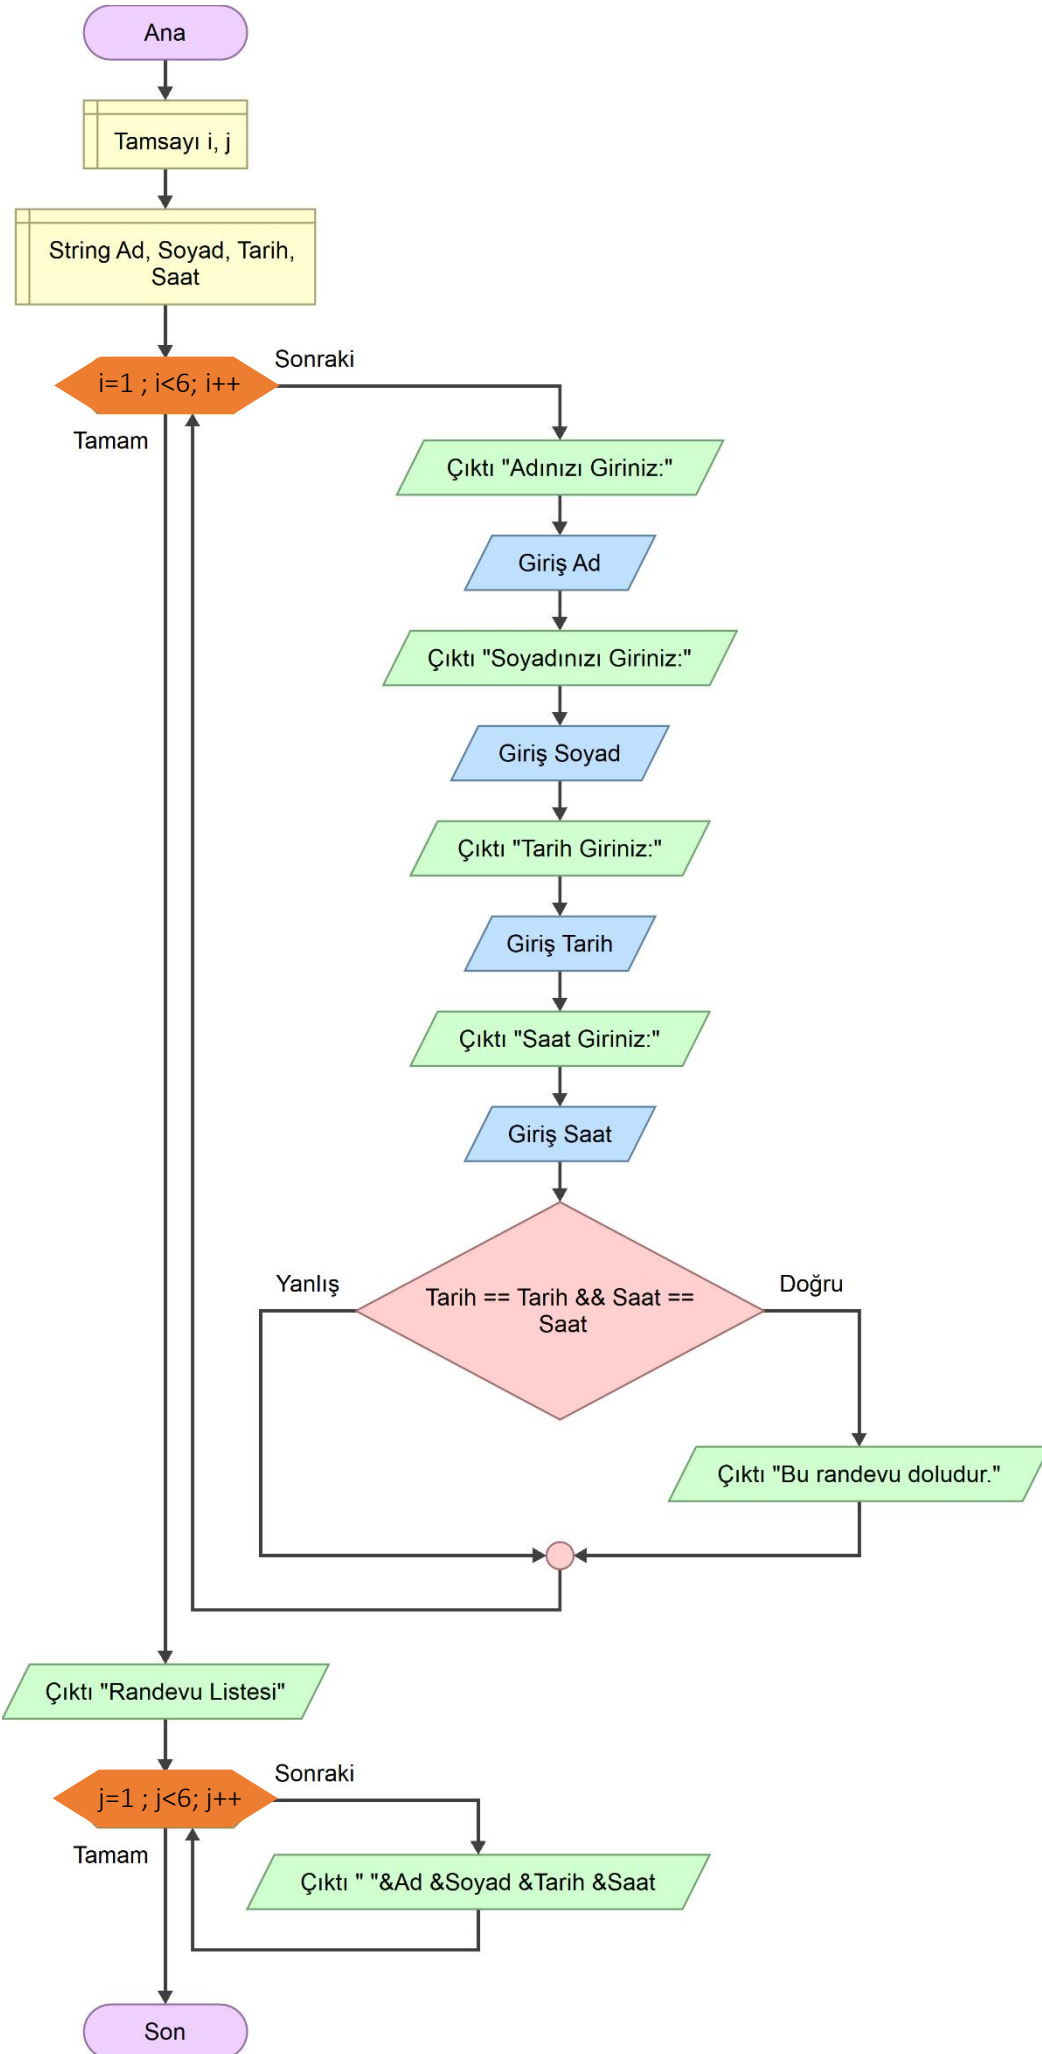 Ana
Tamsayı i, j
String Ad, Soyad, Tarih,
Saat
i=1 ; i<6; i++
Sonraki
Tamam
Çıktı "Adınızı Giriniz:"
Giriş Ad
Çıktı "Soyadınızı Giriniz:"
Giriş Soyad
Çıktı "Tarih Giriniz:"
Giriş Tarih
Çıktı "Saat Giriniz:"
Giriş Saat
Yanlış
Tarih == Tarih && Saat ==
Saat
Doğru
Çıktı "Bu randevu doludur."
Çıktı "Randevu Listesi"
j=1 ; j<6; j++
Sonraki
Tamam
Çıktı " "&Ad &Soyad &Tarih &Saat
Son